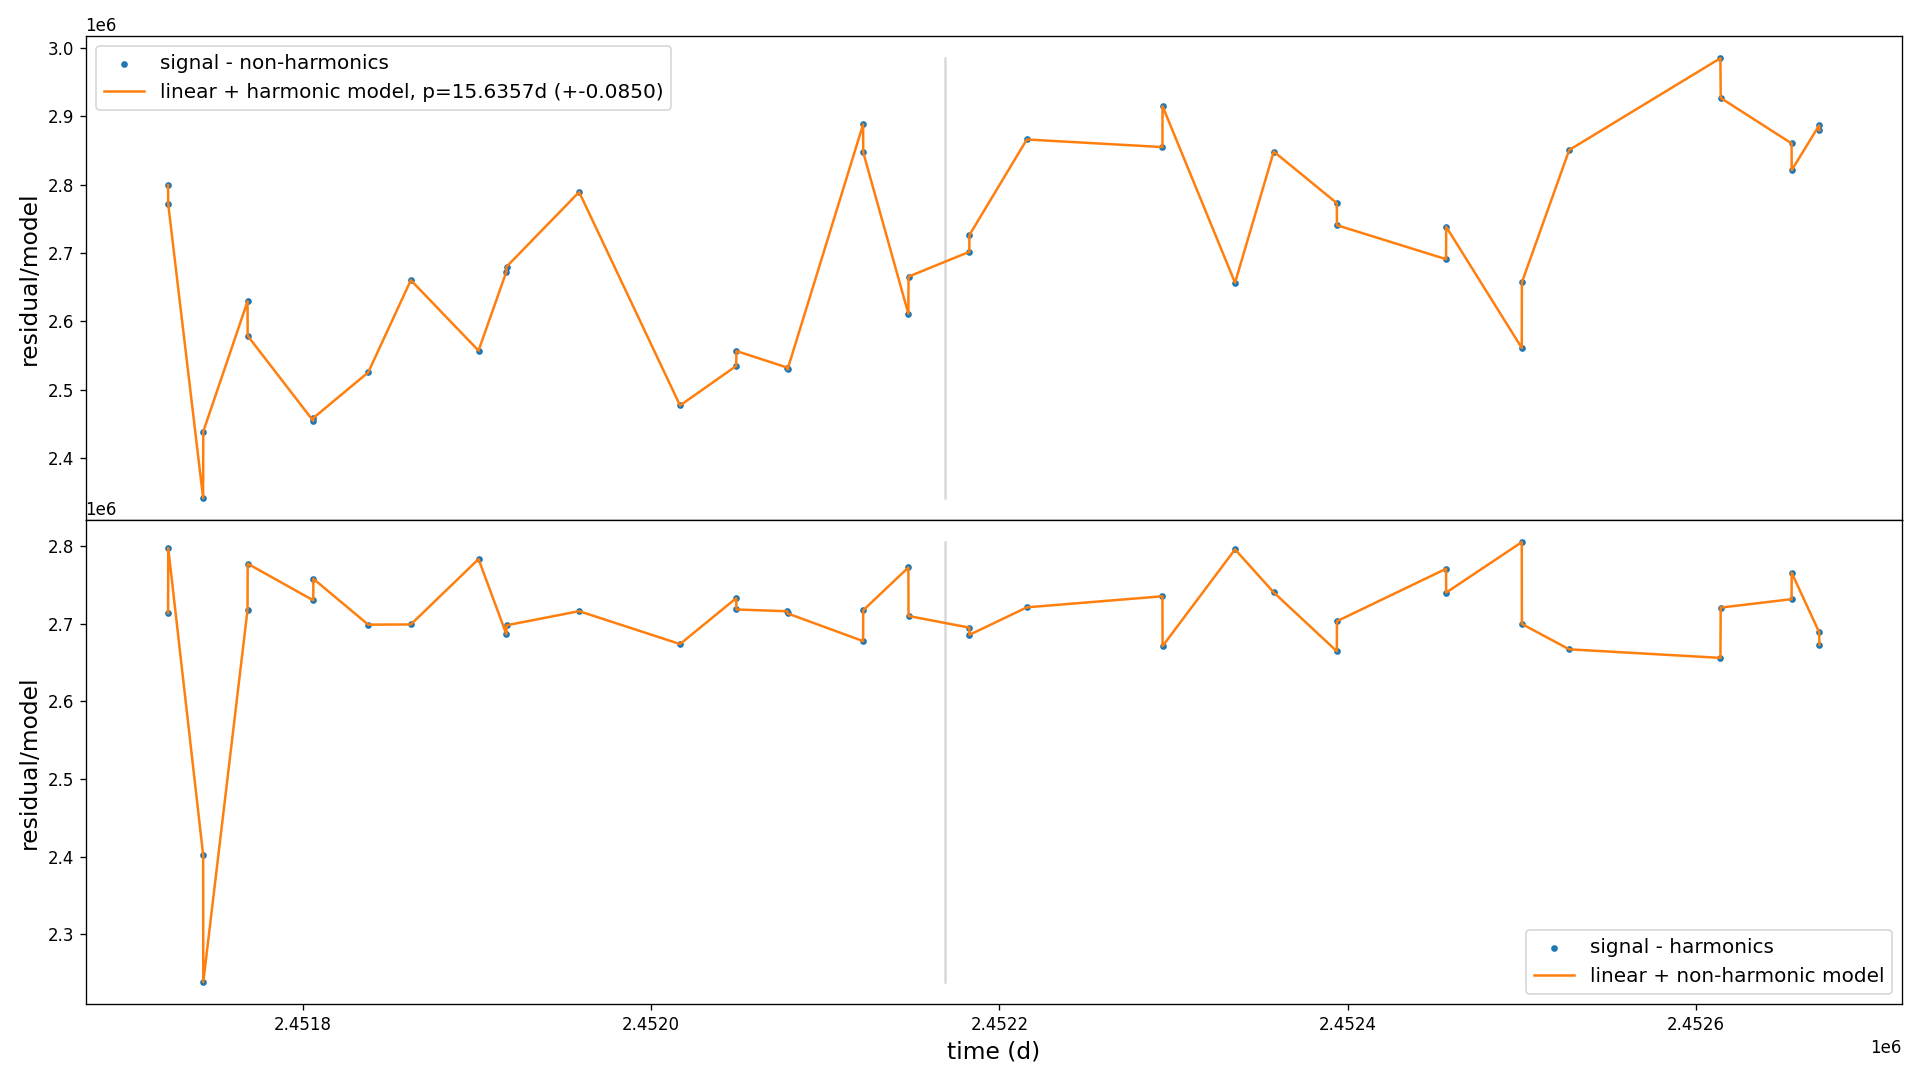 1e6
3.0
2.9
2.8
2.7
2.6
2.5
2.4
residual/model
signal - non-harmonics
linear + harmonic model, p=15.6357d (+-0.0850)
1e6
2.8
2.7
2.6
2.5
2.4
2.3
residual/model
signal - harmonics
linear + non-harmonic model
2.4518
2.4520
2.4522
2.4524
2.4526
time (d)
1e6